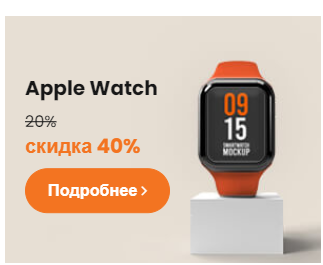 Apple Watch
20%
скидка 40%
Подробнее
09
15
SMARTWATCH
MOCKUP